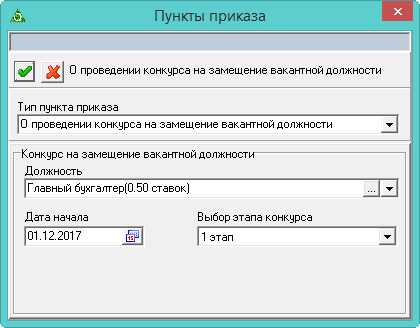 Пункты приказа
О проведении конкурса на замещение вакантной должности
Тип пункта приказа
О проведении конкурса на замещение вакантной должности
Конкурс на замещение вакантной должности
Должность
Главный бухгалтер(0.50 ставок) ...
Дата начала Выбор этапа конкурса
01.12.2017 1 этап